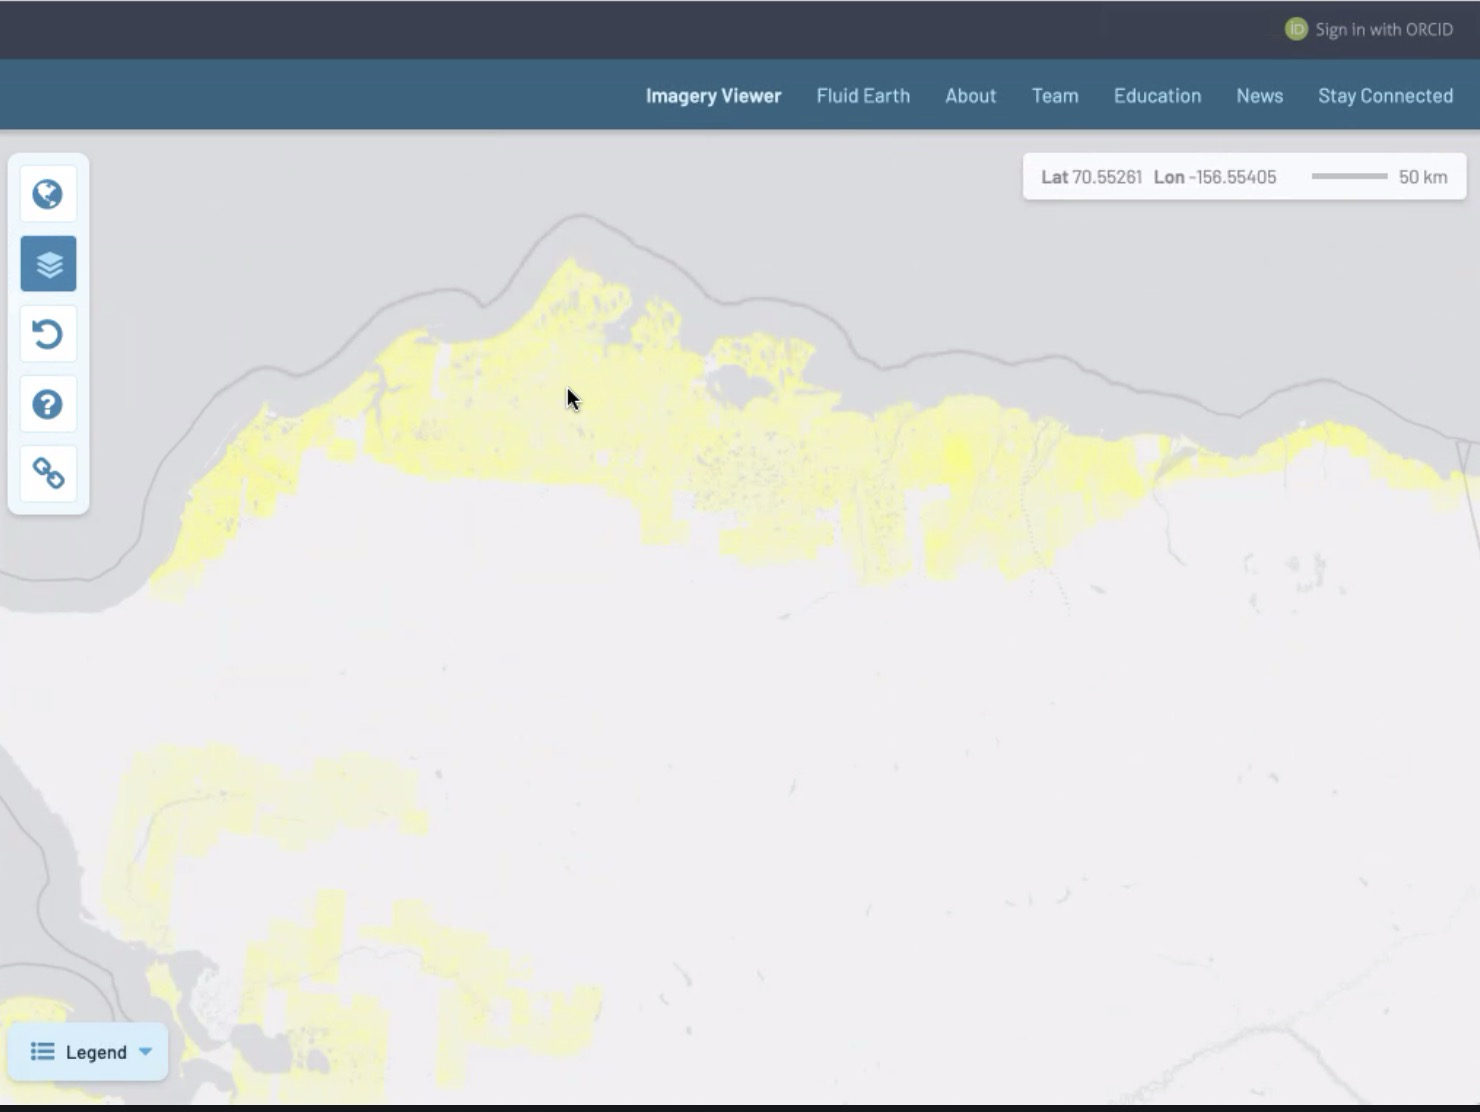 Sign in with ORCID
Imagery Viewer Fluid Earth About Team Education News Stay Connected
Lat 70.55261 Lon -156.55405 50 km
Legend